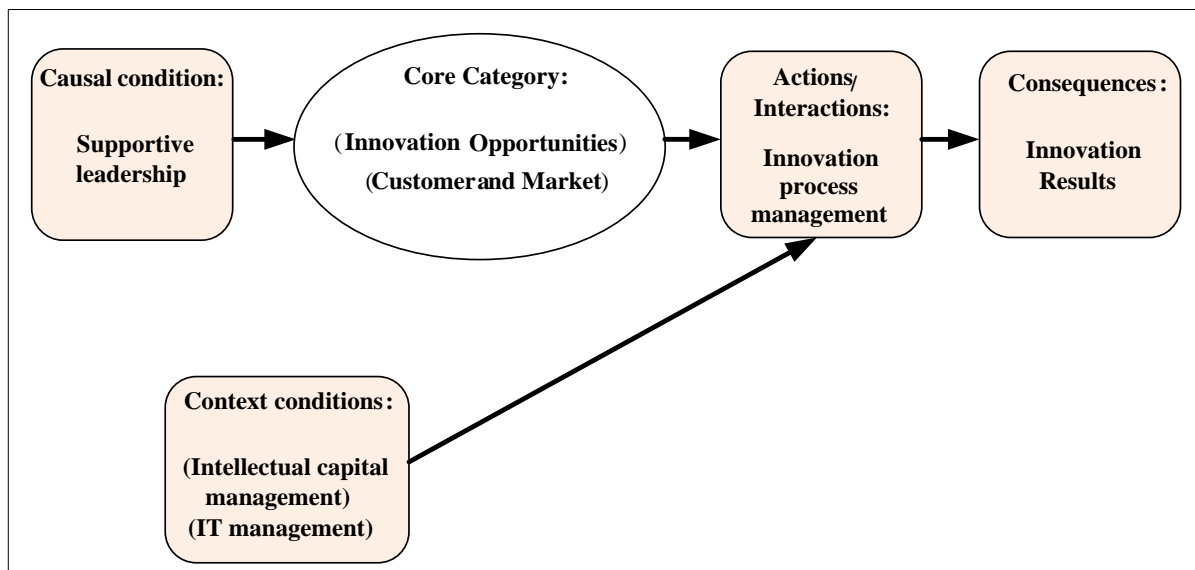 Causal condition:
Supportive
leadership
Core Category:
(Innovation Opportunities)
(Customerand Market)
Actions/
Interactions:
Innovation
process
management
Consequences:
Innovation
Results
Context conditions:
(Intellectual capital
management)
(IT management)